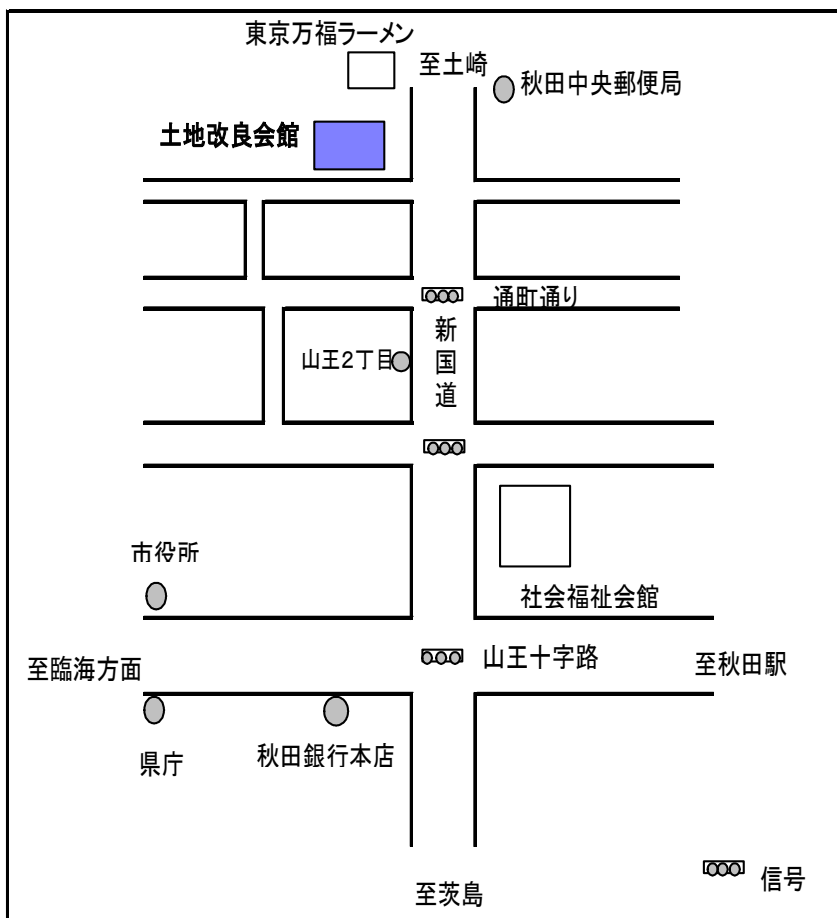 東京万福ラーメン
至土崎
秋田中央郵便局
土地改良会館
通町通り
新国道
山王2丁目
市役所
社会福祉会館
山王十字路
至秋田駅
至臨海方面
県庁
秋田銀行本店
信号
至茨島